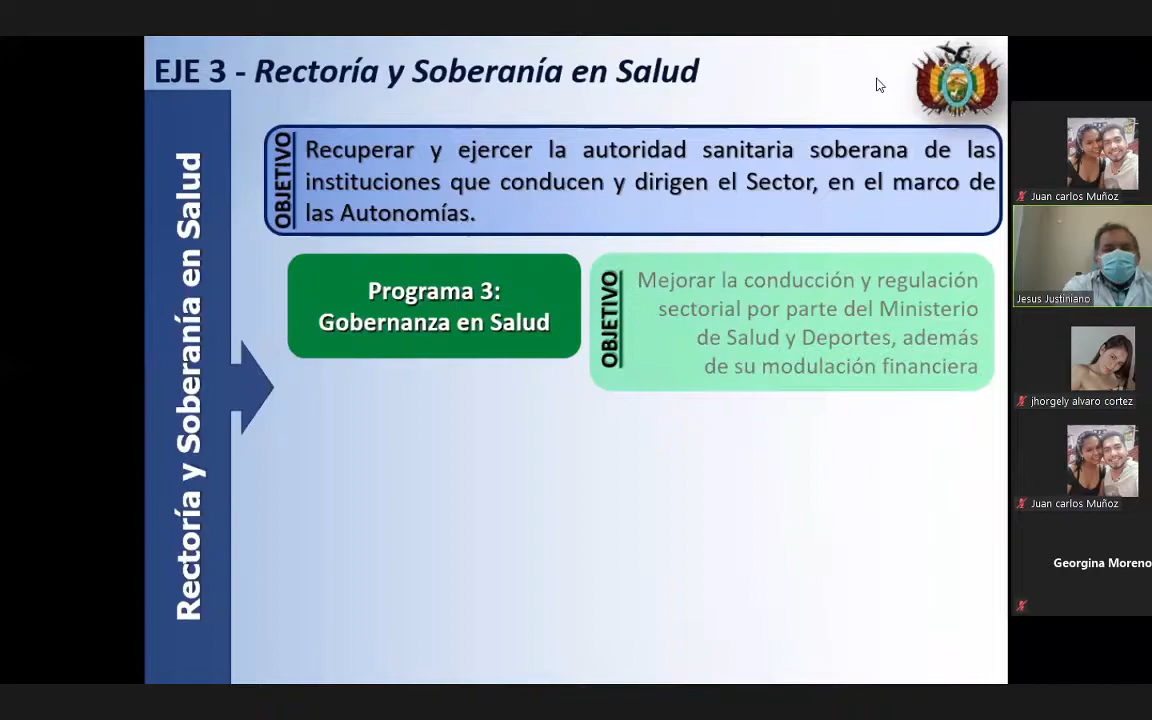 EJE 3 - Rectoría y Soberanía en Salud
Rectoría y Soberanía en Salud
OBJETIVO
Recuperar y ejercer la autoridad sanitaria soberana de las
instituciones que conducen y dirigen el Sector, en el marco de
las Autonomías.
Programa 3:
Gobernanza en Salud
OBJETIVO
Mejorar la conducción y regulación
sectorial por parte del Ministerio
de Salud y Deportes, además
de su modulación financiera
Juan carlos Muñoz
Jesus Justiniano
jhorgely alvaro cortez
Juan carlos Muñoz
Georgina Moreno